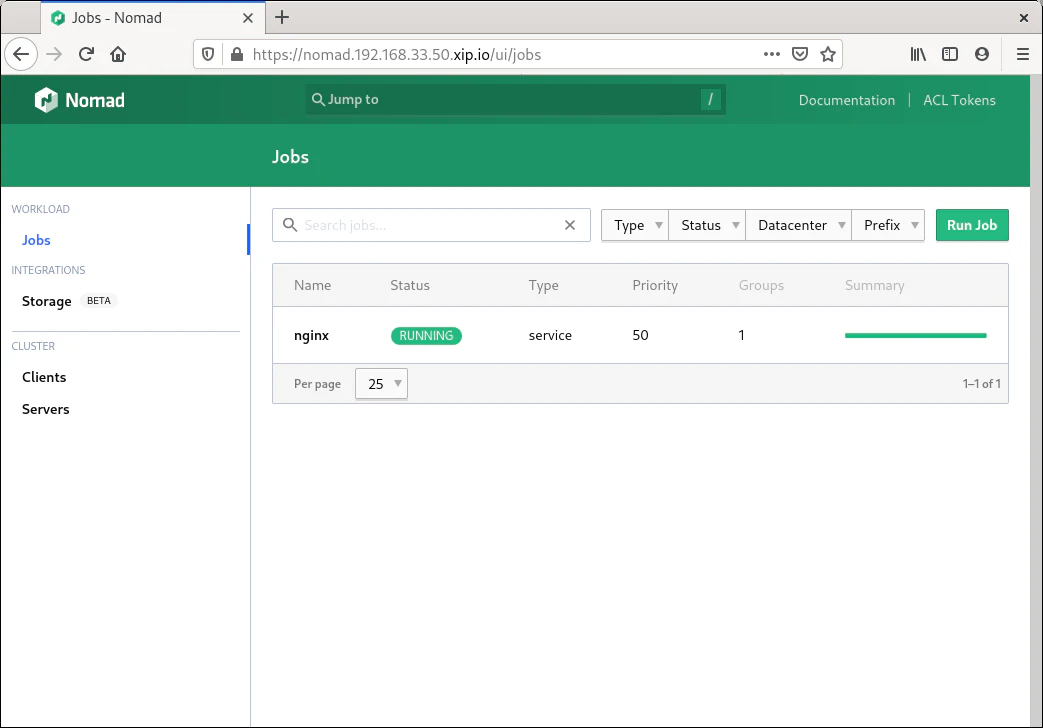 Jobs - Nomad
https://nomad.192.168.33.50.xip.io/ui/jobs
Nomad
Jump to /
Documentation | ACL Tokens
Jobs
WORKLOAD
Jobs
INTEGRATIONS
Storage BETA
CLUSTER
Clients
Servers
Search jobs...
Type Status Datacenter Prefix
Run Job
Name Status Type Priority Groups Summary
nginx RUNNING service 50 1
Per page 25 1–1 of 1